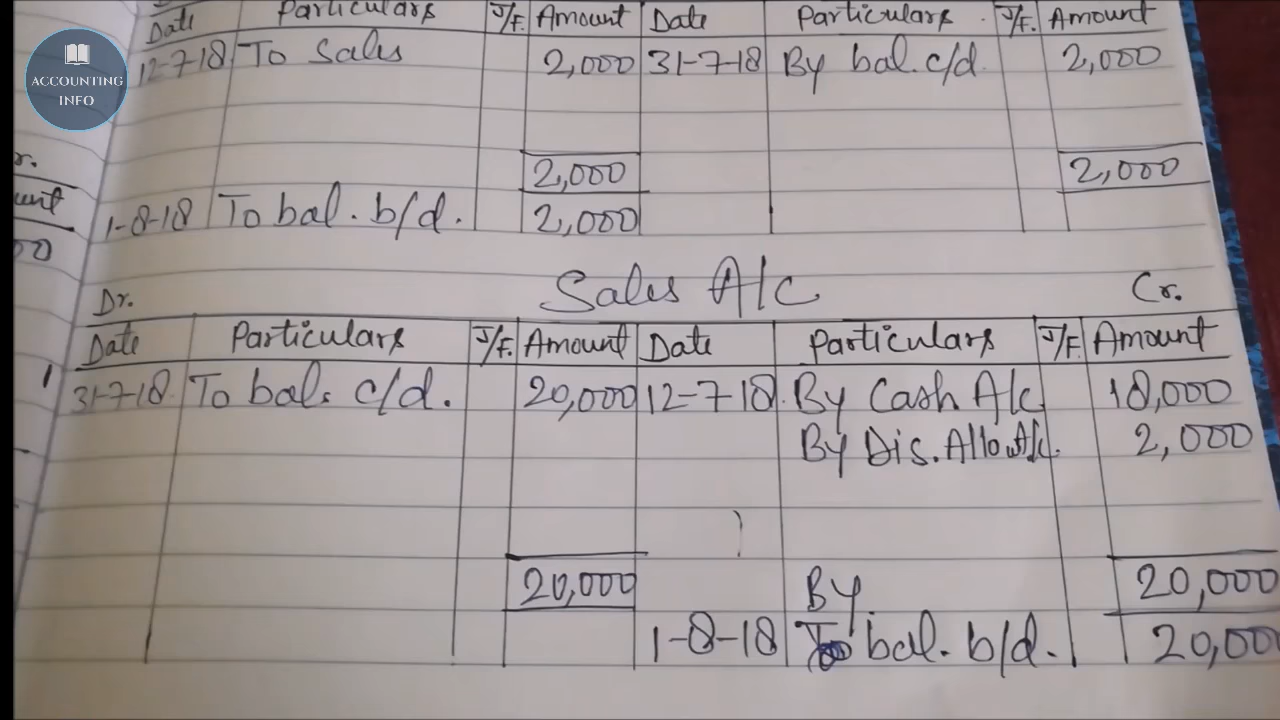 Date Particulars J/F. Amount Date Particulars J/F. Amount
12-7-18 To Sales 2,000 31-7-18 By bal. c/d. 2,000
2,000 2,000
1-8-18 To bal. b/d. 2,000
ACCOUNTING
INFO
Dr. Sales A/c Cr.
Date Particulars J/F. Amount Date Particulars J/F. Amount
31-7-18 To bal. c/d. 20,000 12-7-18. By Cash A/c 18,000
By Dis. Allo. A/c. 2,000
20,000 By 20,000
1-8-18 bal. b/d. 20,00